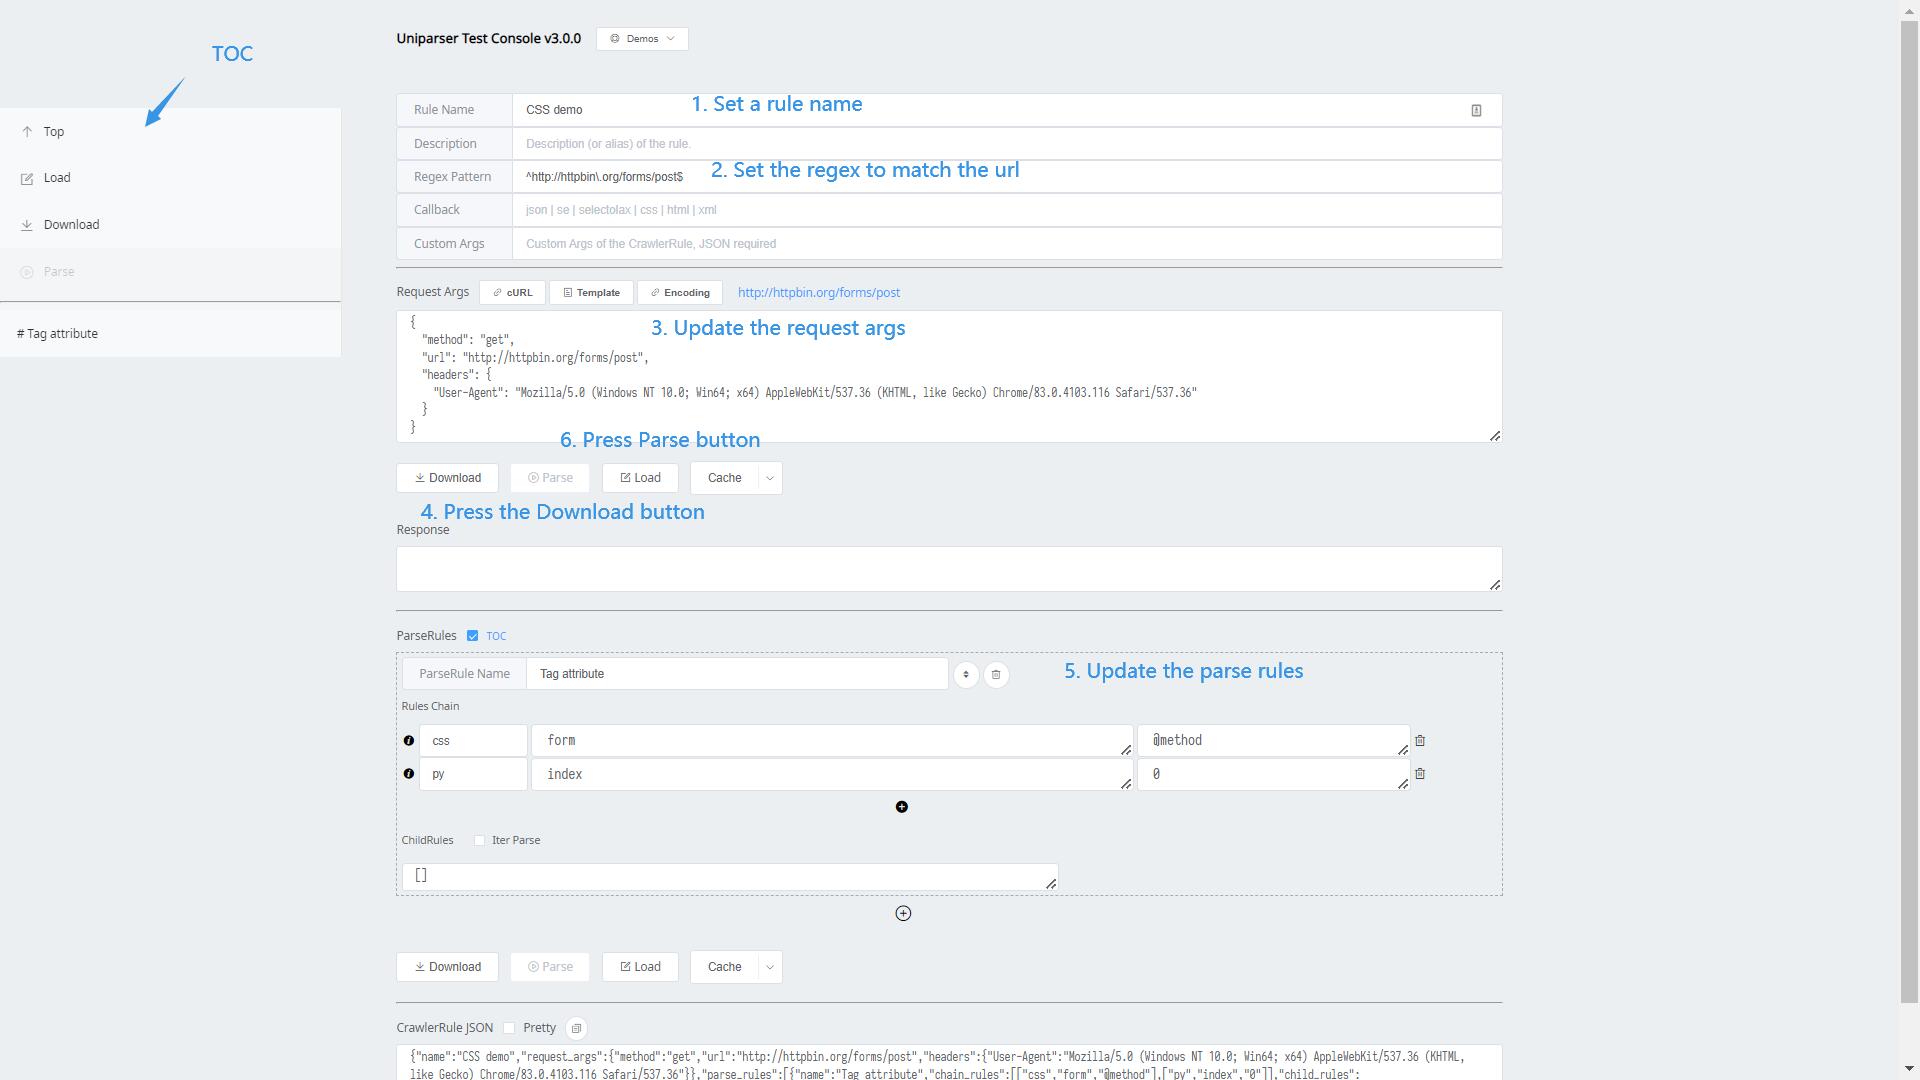 Uniparser Test Console v3.0.0 Demos
TOC
Top
Load
Download
Parse
# Tag attribute
Rule Name CSS demo 1. Set a rule name
Description Description (or alias) of the rule.
Regex Pattern ^http://httpbin\.org/forms/post$ 2. Set the regex to match the url
Callback json | se | selectolax | css | html | xml
Custom Args Custom Args of the CrawlerRule, JSON required
Request Args cURL Template Encoding http://httpbin.org/forms/post
3. Update the request args
{
"method": "get",
"url": "http://httpbin.org/forms/post",
"headers": {
"User-Agent": "Mozilla/5.0 (Windows NT 10.0; Win64; x64) AppleWebKit/537.36 (KHTML, like Gecko) Chrome/83.0.4103.116 Safari/537.36"
}
}
6. Press Parse button
Download Parse Load Cache
4. Press the Download button
Response
ParseRules TOC
ParseRule Name Tag attribute 5. Update the parse rules
Rules Chain
css form @method
py index 0
ChildRules Iter Parse
[]
Download Parse Load Cache
CrawlerRule JSON Pretty
{"name":"CSS demo","request_args":{"method":"get","url":"http://httpbin.org/forms/post","headers":{"User-Agent":"Mozilla/5.0 (Windows NT 10.0; Win64; x64) AppleWebKit/537.36 (KHTML,
like Gecko) Chrome/83.0.4103.116 Safari/537.36"}},"parse_rules":[{"name":"Tag attribute","chain_rules":[["css","form","@method"],["py","index","0"]],"child_rules":